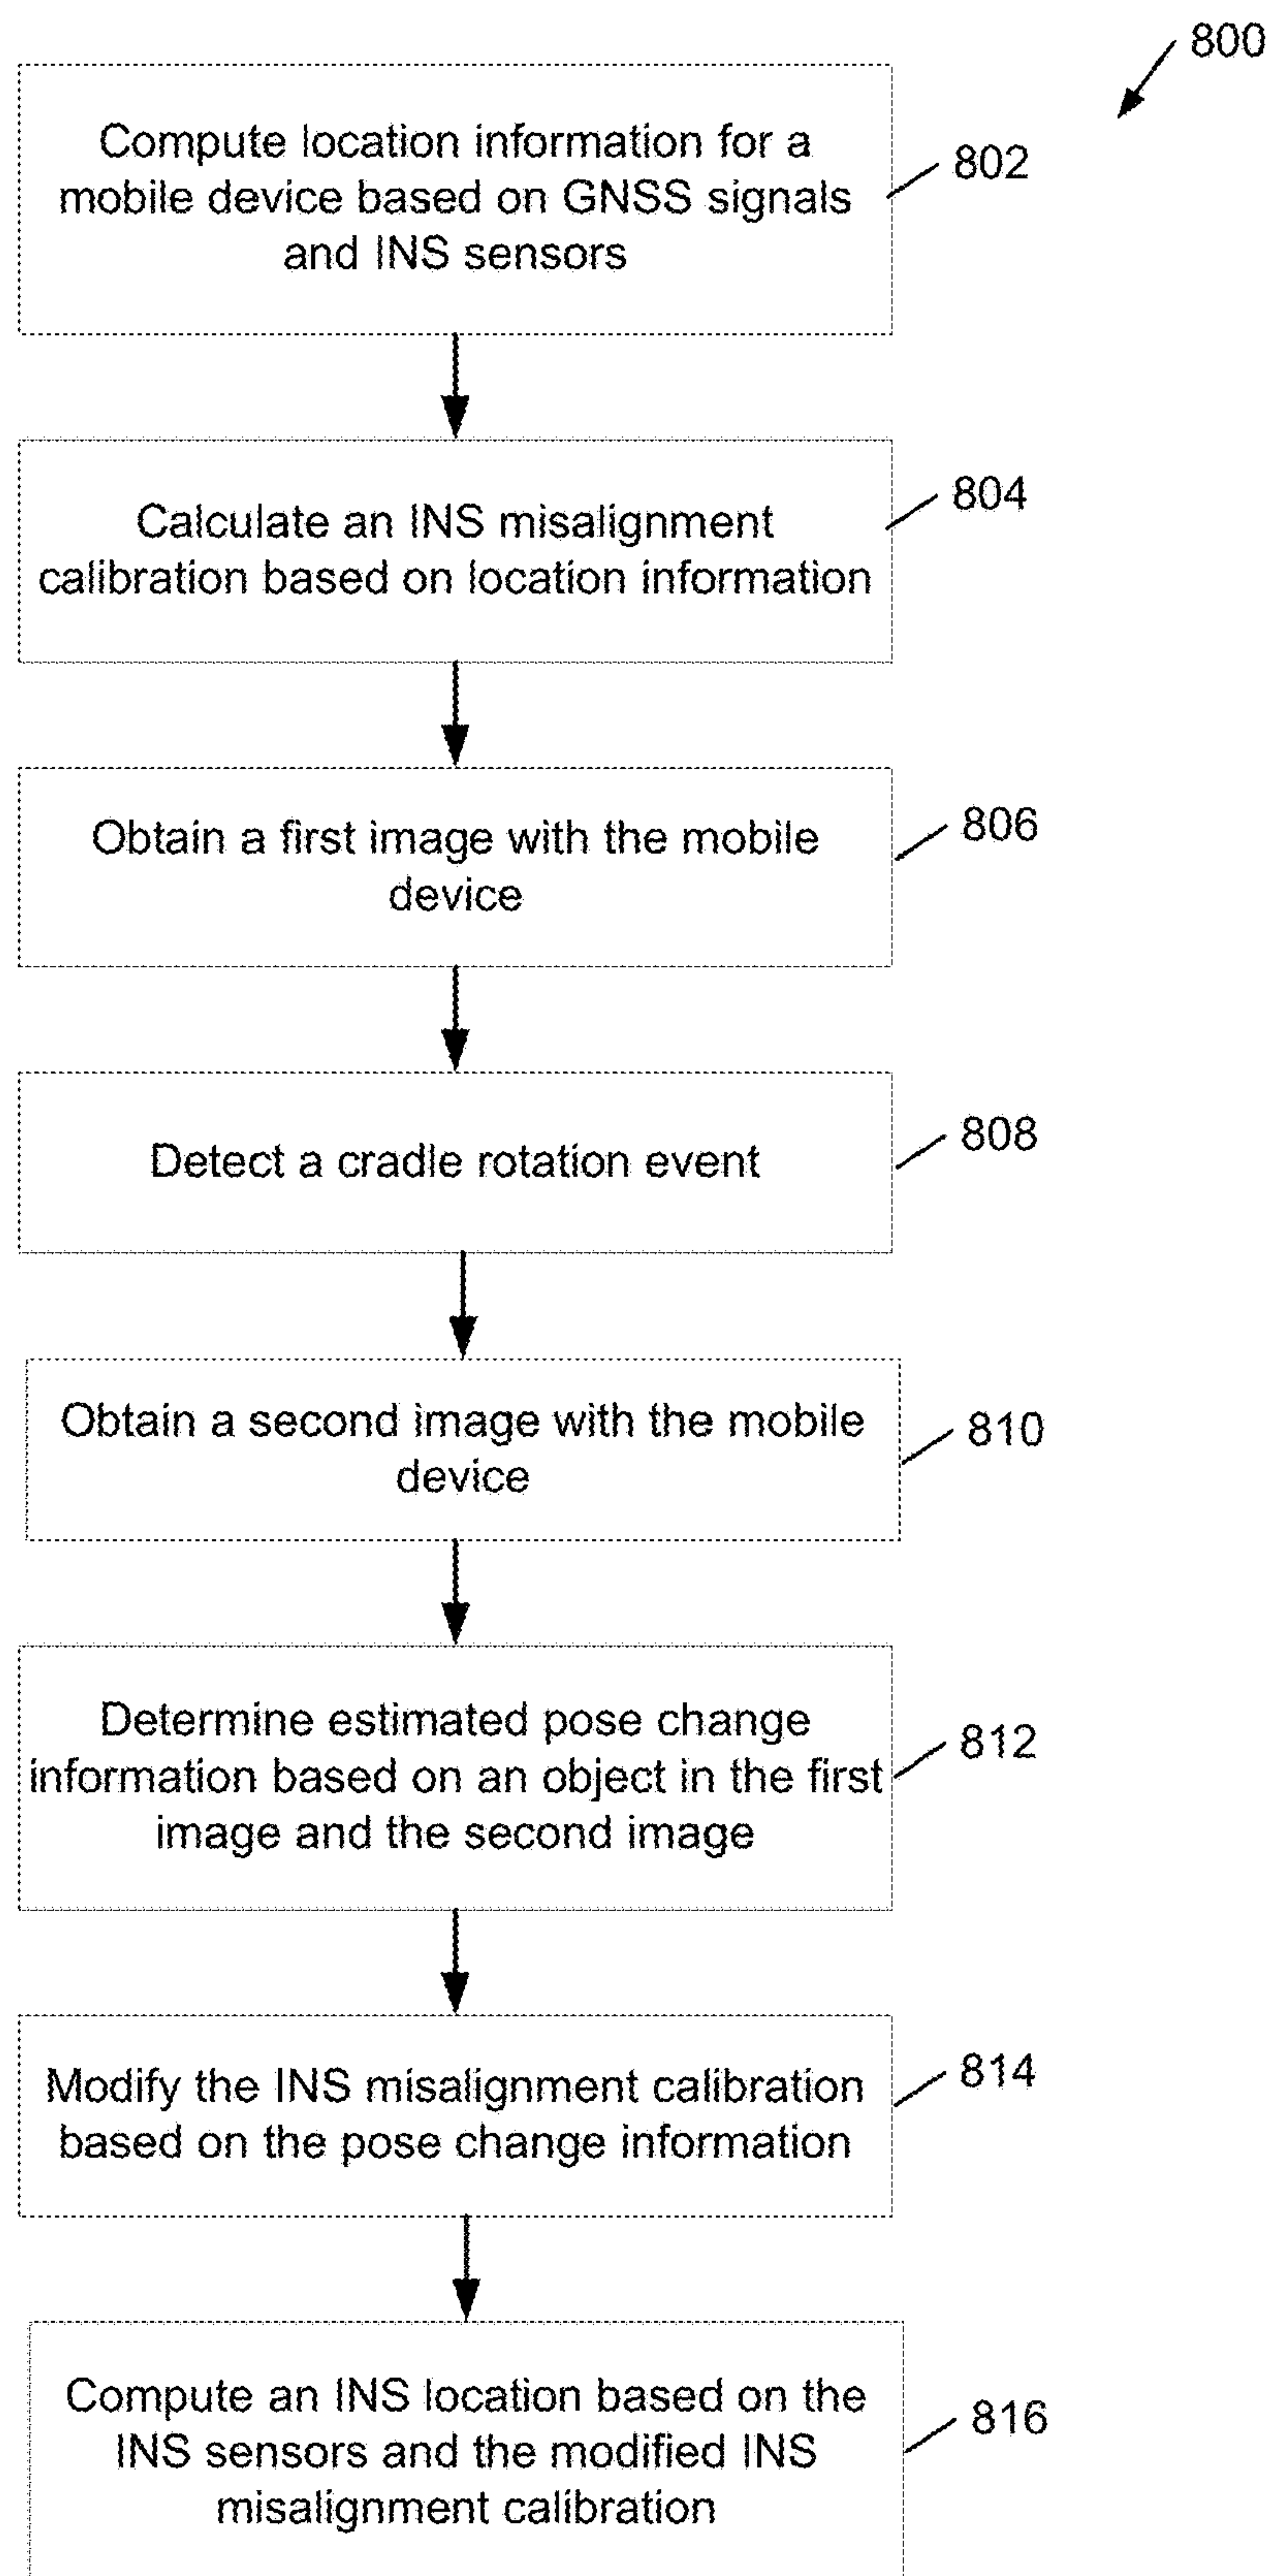 800
Compute location information for a
mobile device based on GNSS signals
and INS sensors
802
Calculate an INS misalignment
calibration based on location information
804
Obtain a first image with the mobile
device
806
Detect a cradle rotation event
808
Obtain a second image with the mobile
device
810
Determine estimated pose change
information based on an object in the first
image and the second image
812
Modify the INS misalignment calibration
based on the pose change information
814
Compute an INS location based on the
INS sensors and the modified INS
misalignment calibration
816